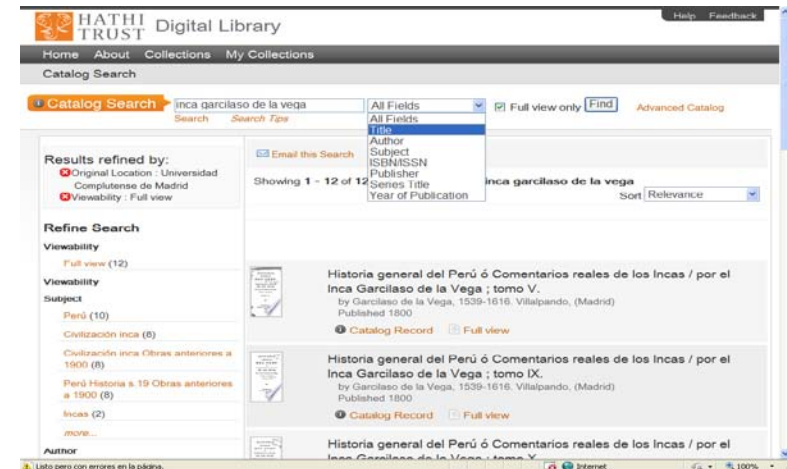 Help Feedback
HATHI TRUST Digital Library
Home About Collections My Collections
Catalog Search
Catalog Search inca garcilaso de la vega All Fields Full view only Find Advanced Catalog
Search Search Tips
All Fields
Title
Author
Subject
ISBN/ISSN
Publisher
Series Title
Year of Publication
Results refined by:
Original Location : Universidad
Complutense de Madrid
Viewability : Full view
Refine Search
Viewability
Full view (12)
Viewability
Subject
Perú (10)
Civilización inca (8)
Civilización inca Obras anteriores a
1900 (8)
Perú Historia s.19 Obras anteriores
a 1900 (8)
Incas (2)
more...
Author
Email this Search
Showing 1 - 12 of 12 inca garcilaso de la vega
Sort Relevance
Historia general del Perú ó Comentarios reales de los Incas / por el
Inca Garcilaso de la Vega ; tomo V.
by Garcilaso de la Vega, 1539-1616. Villalpando, (Madrid)
Published 1800
Catalog Record Full view
Historia general del Perú ó Comentarios reales de los Incas / por el
Inca Garcilaso de la Vega ; tomo IX.
by Garcilaso de la Vega, 1539-1616. Villalpando, (Madrid)
Published 1800
Catalog Record Full view
Historia general del Perú ó Comentarios reales de los Incas / por el
Inca Garcilaso de la Vega ; tomo X
Listo pero con errores en la página. Internet 100%